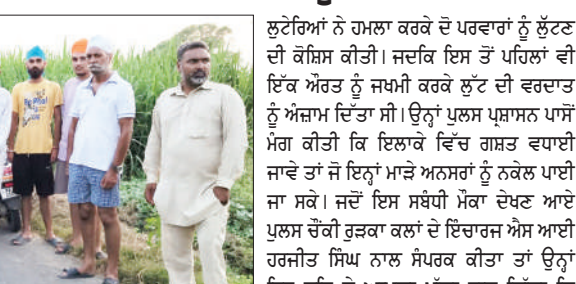 ਲੁਟੇਰਿਆਂ ਨੇ ਹਮਲਾ ਕਰਕੇ ਦੋ ਪਰਵਾਰਾਂ ਨੂੰ ਲੁੱਟਣ
ਦੀ ਕੋਸ਼ਿਸ ਕੀਤੀ। ਜਦਕਿ ਇਸ ਤੋਂ ਪਹਿਲਾਂ ਵੀ
ਇੱਕ ਔਰਤ ਨੂੰ ਜਖਮੀ ਕਰਕੇ ਲੁੱਟ ਦੀ ਵਰਦਾਤ
ਨੂੰ ਅੰਜ਼ਾਮ ਦਿੱਤਾ ਸੀ। ਉਨ੍ਹਾਂ ਪੁਲਸ ਪ੍ਰਸ਼ਾਸਨ ਪਾਸੋਂ
ਮੰਗ ਕੀਤੀ ਕਿ ਇਲਾਕੇ ਵਿੱਚ ਗਸ਼ਤ ਵਧਾਈ
ਜਾਵੇ ਤਾਂ ਜੋ ਇਨ੍ਹਾਂ ਮਾੜੇ ਅਨਸਰਾਂ ਨੂੰ ਨਕੇਲ ਪਾਈ
ਜਾ ਸਕੇ। ਜਦੋਂ ਇਸ ਸਬੰਧੀ ਮੌਕਾ ਦੇਖਣ ਆਏ
ਪੁਲਸ ਚੌਂਕੀ ਰੁੜਕਾ ਕਲਾਂ ਦੇ ਇੰਚਾਰਜ ਐਸ ਆਈ
ਹਰਜੀਤ ਸਿੰਘ ਨਾਲ ਸੰਪਰਕ ਕੀਤਾ ਤਾਂ ਉਨ੍ਹਾਂ